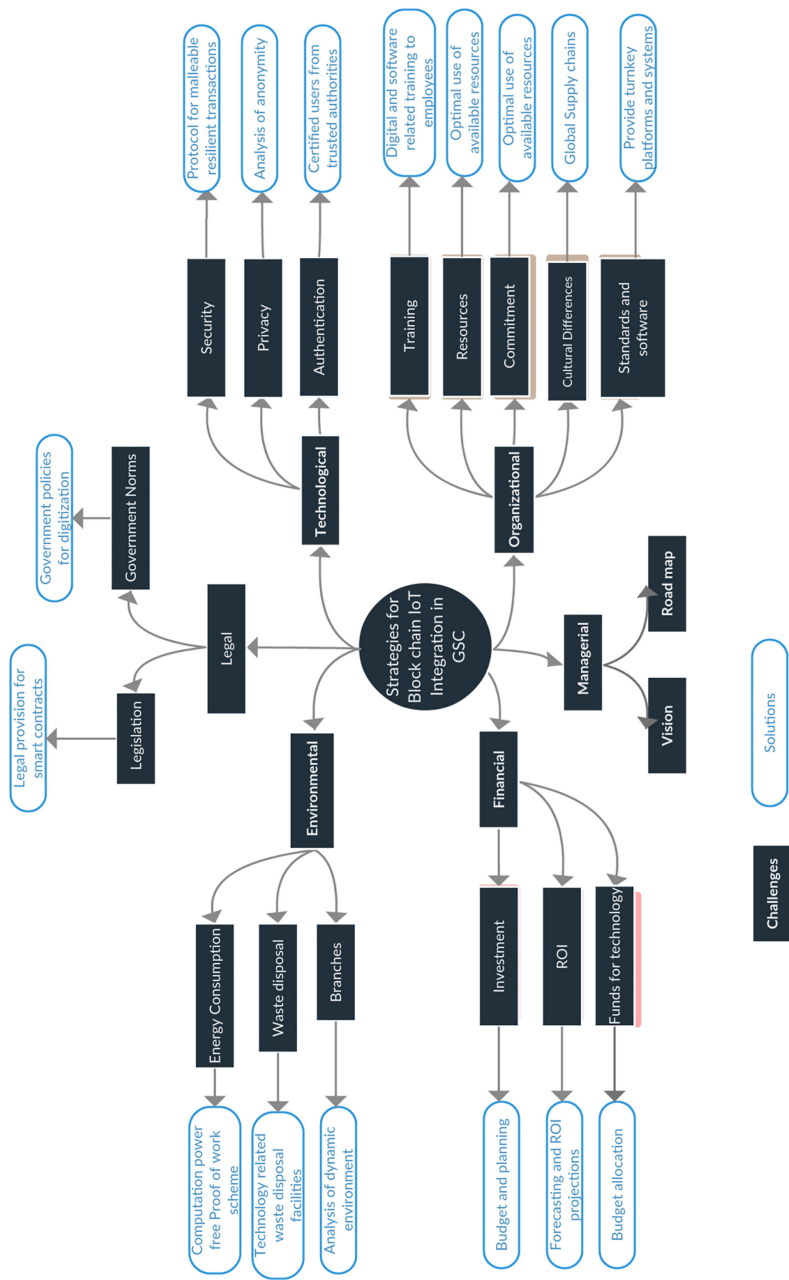 Computation power
free Proof of work
scheme
Technology related
waste disposal
facilities
Analysis of dynamic
environment
Energy Consumption
Waste disposal
Branches
Environmental
Legal provision for
smart contracts
Legislation
Government policies
for digitization
Government Norms
Legal
Protocol for malleable
resilient transactions
Analysis of anonymity
Certified users from
trusted authorities
Security
Privacy
Authentication
Technological
Strategies for
Block chain IoT
Integration in
GSC
Budget and planning
Forecasting and ROI
projections
Budget allocation
Investment
ROI
Funds for technology
Financial
Managerial
Vision
Road map
Organizational
Training
Resources
Commitment
Cultural Differences
Standards and
software
Digital and software
related training to
employees
Optimal use of
available resources
Optimal use of
available resources
Global Supply chains
Provide turnkey
platforms and systems
Challenges
Solutions